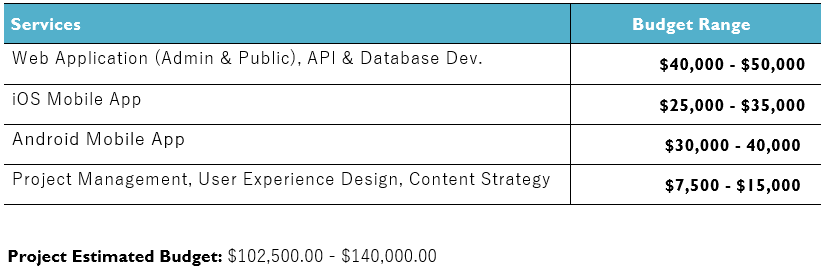 Services Budget Range
Web Application (Admin & Public), API & Database Dev. $40,000 - $50,000
iOS Mobile App $25,000 - $35,000
Android Mobile App $30,000 - 40,000
Project Management, User Experience Design, Content Strategy $7,500 - $15,000
Project Estimated Budget: $102,500.00 - $140,000.00